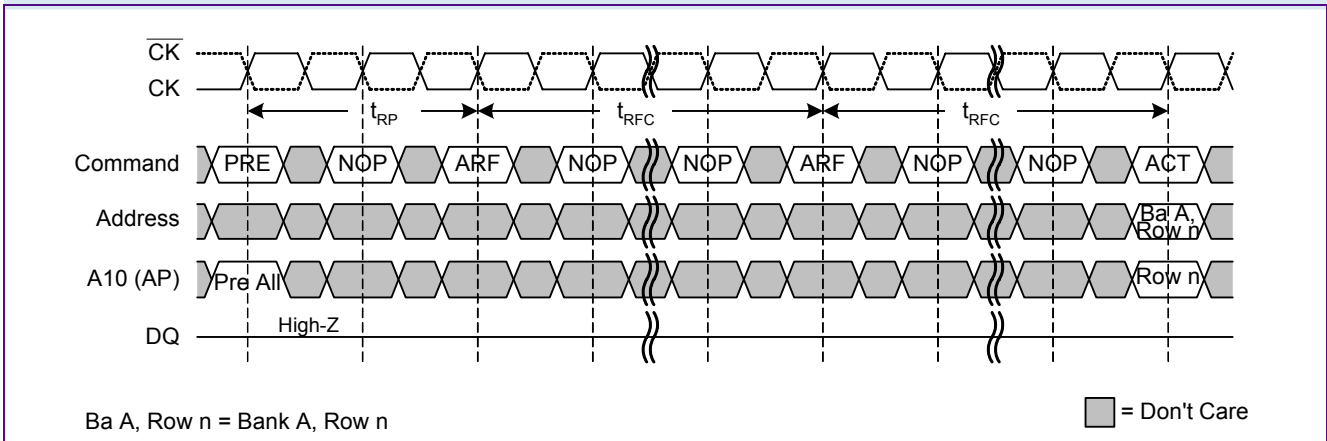 CK
CK
tRP tRFC tRFC
Command PRE NOP ARF NOP NOP ARF NOP NOP ACT
Address Ba A,
Row n
A10 (AP) Pre All Row n
High-Z
DQ
Ba A, Row n = Bank A, Row n
= Don't Care